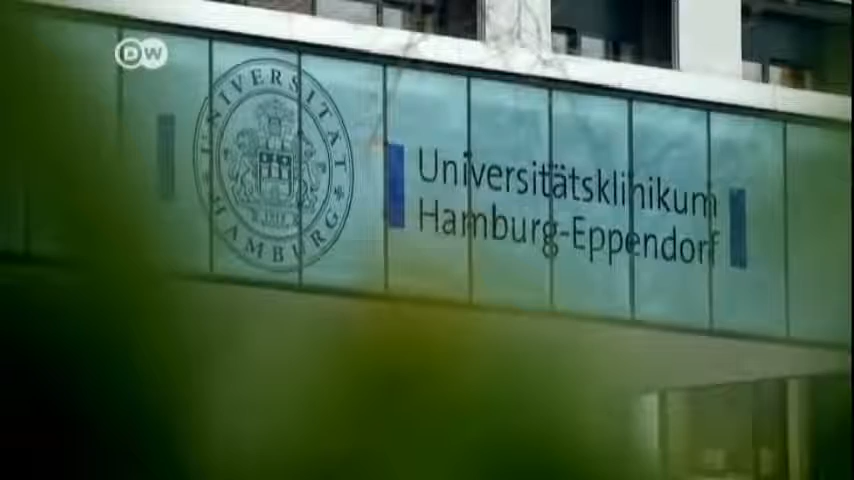 DW
UNIVERSITÄT
HAMBURG
Universitätsklinikum
Hamburg-Eppendorf